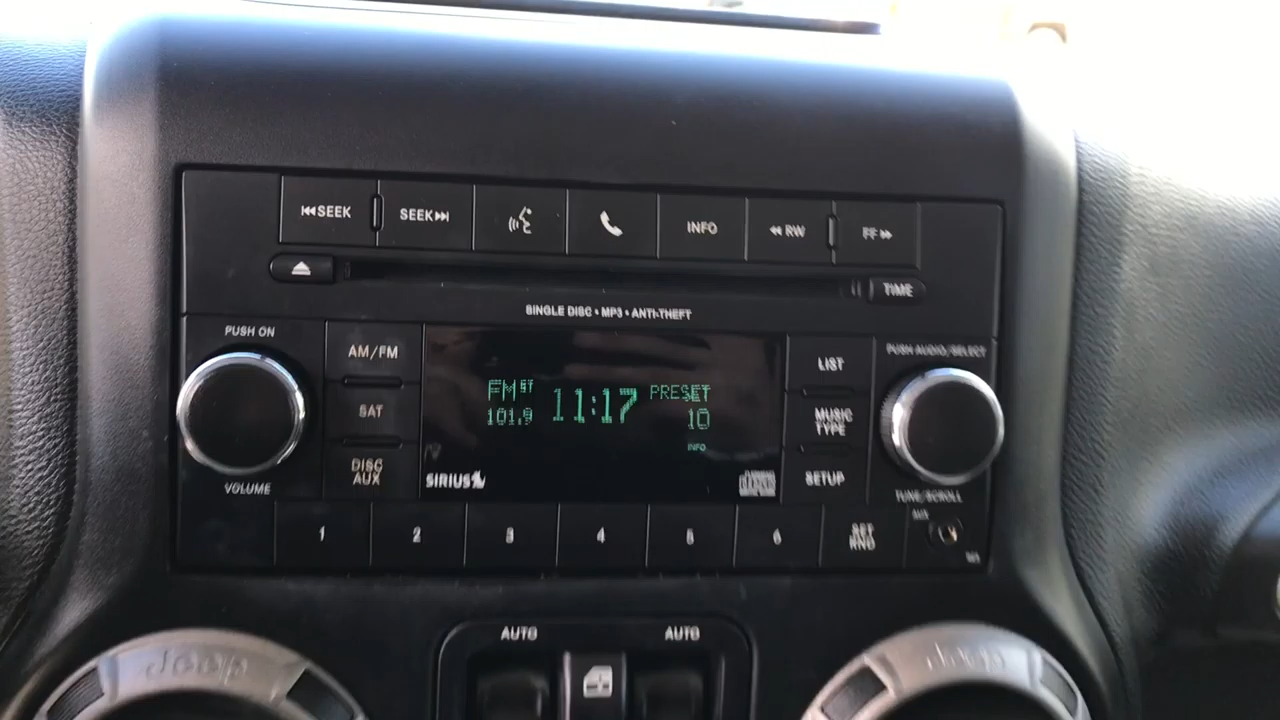 SEEK
SEEK
INFO
RW
FF
TIME
SINGLE DISC • MP3 • ANTI-THEFT
PUSH ON
AM/FM
SAT
DISC
AUX
VOLUME
FM ST
101.9
11:17
PRESET
10
INFO
SIRIUS
LIST
MUSIC
TYPE
SETUP
PUSH AUDIO/SELECT
TUNE/SCROLL
AUX
1
2
3
4
5
6
SET
RND
AUTO
AUTO
Jeep
Jeep